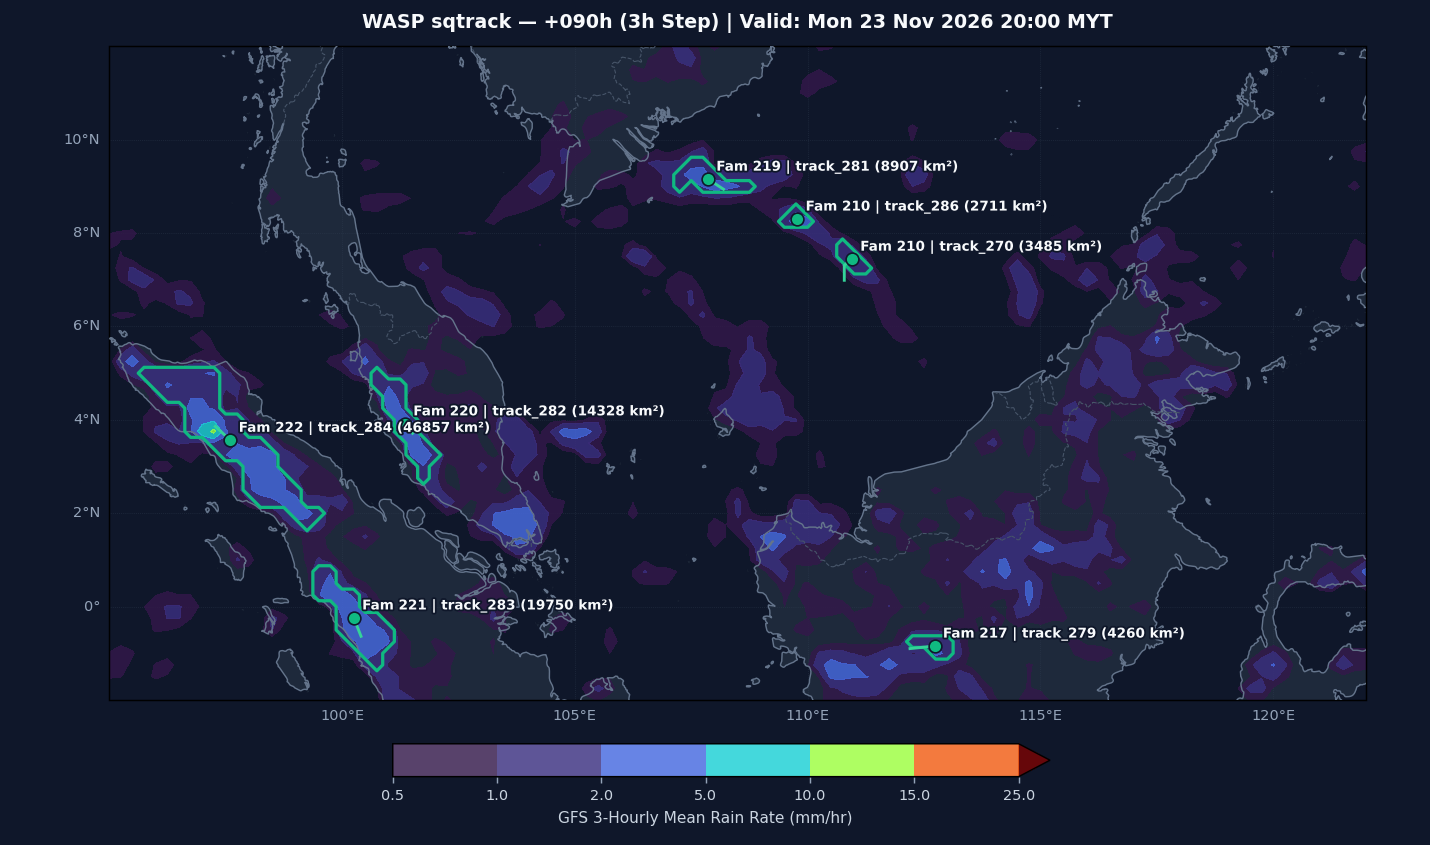 WASP sqtrack — +090h (3h Step) | Valid: Mon 23 Nov 2026 20:00 MYT
10°N
8°N
6°N
4°N
2°N
0°
Fam 219 | track_281 (8907 km²)
Fam 210 | track_286 (2711 km²)
Fam 210 | track_270 (3485 km²)
Fam 220 | track_282 (14328 km²)
Fam 222 | track_284 (46857 km²)
Fam 221 | track_283 (19750 km²)
Fam 217 | track_279 (4260 km²)
100°E 105°E 110°E 115°E 120°E
0.5 1.0 2.0 5.0 10.0 15.0 25.0
GFS 3-Hourly Mean Rain Rate (mm/hr)